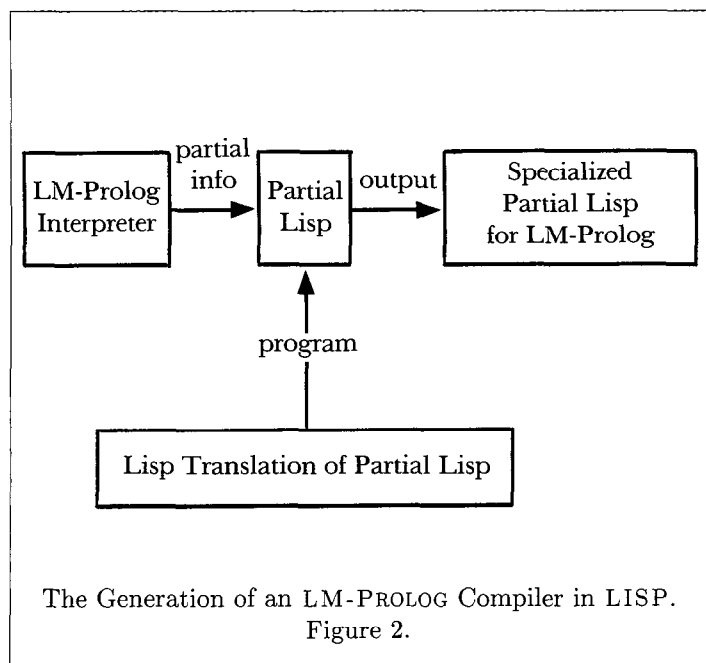 partial
info
LM-Prolog
Interpreter
Partial
Lisp
output
Specialized
Partial Lisp
for LM-Prolog
program
Lisp Translation of Partial Lisp
The Generation of an LM-PROLOG Compiler in LISP.
Figure 2.